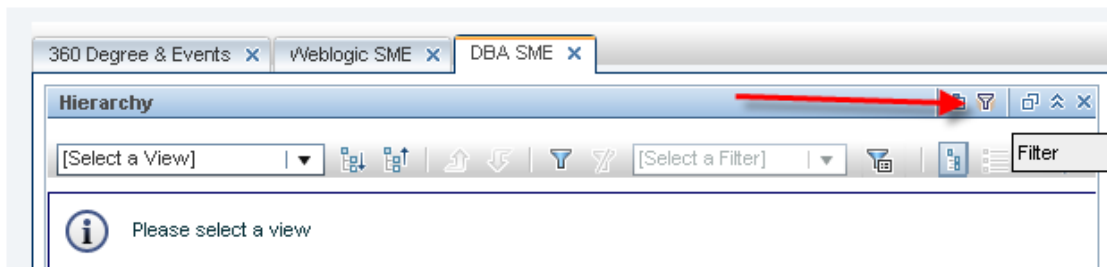 360 Degree & Events Weblogic SME DBA SME
Hierarchy
[Select a View] [Select a Filter] Filter
Please select a view